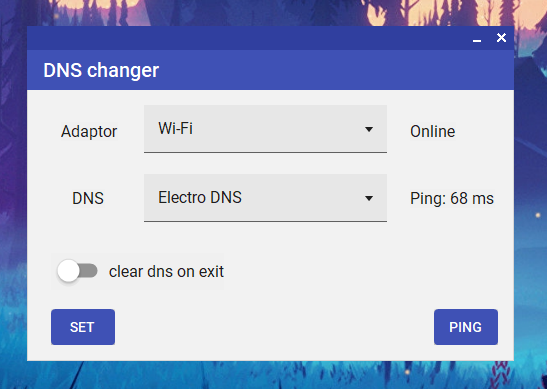 DNS changer
Adaptor Wi-Fi Online
DNS Electro DNS Ping: 68 ms
clear dns on exit
SET PING